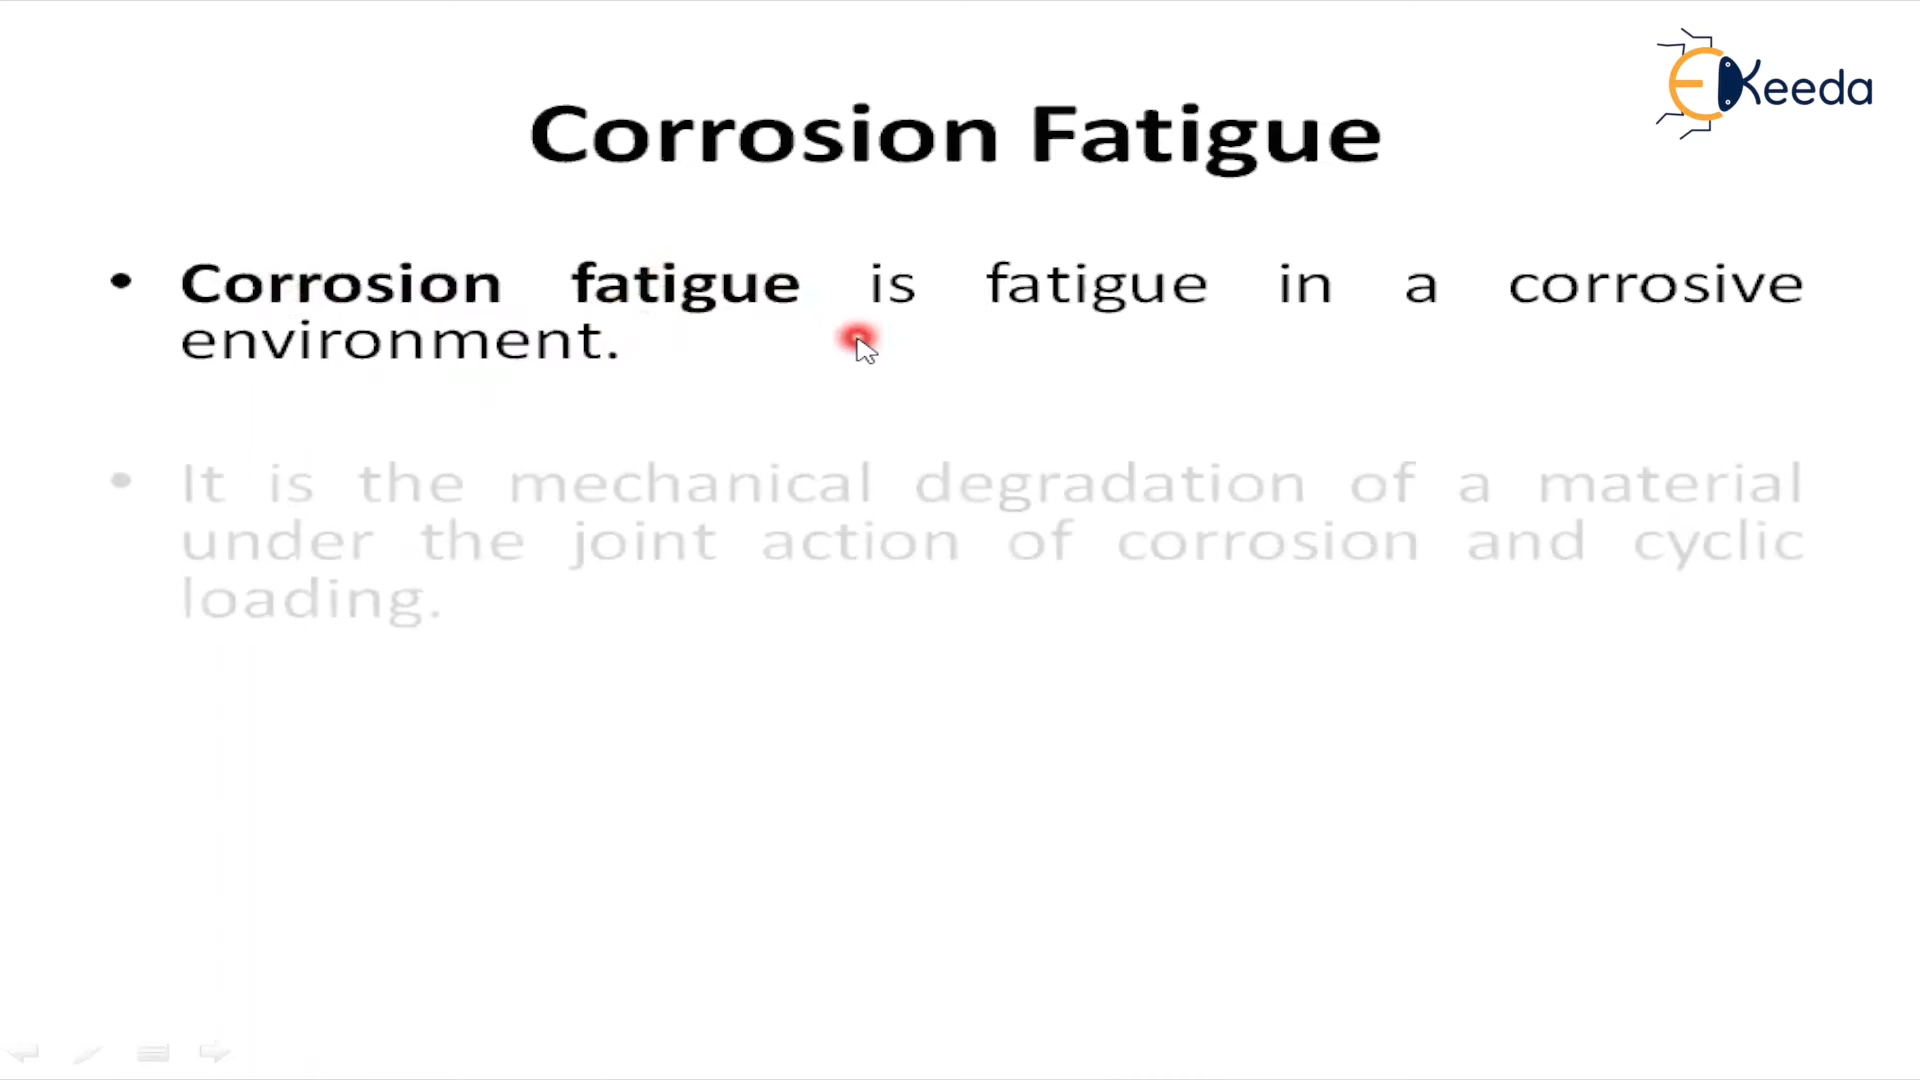 EKeeda
Corrosion Fatigue
• Corrosion fatigue is fatigue in a corrosive
environment.
• It is the mechanical degradation of a material
under the joint action of corrosion and cyclic
loading.